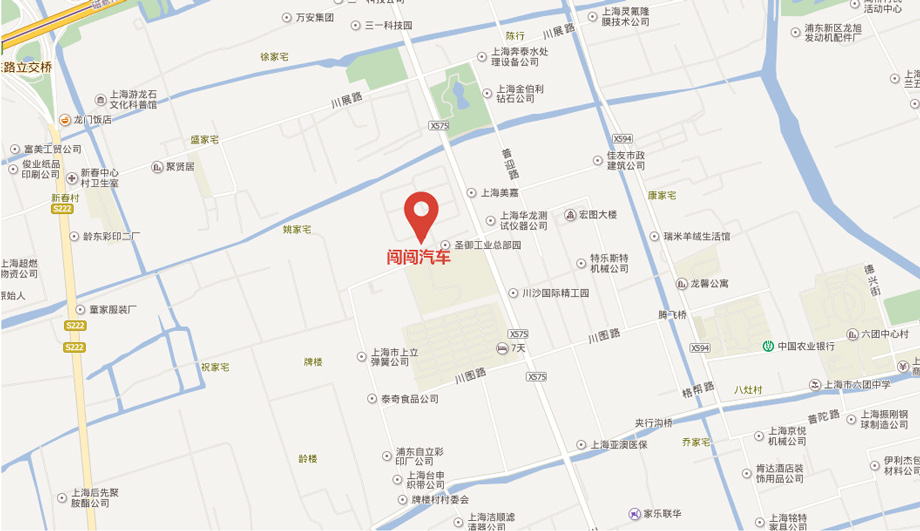 万安集团
三一科技园
上海灵氟隆
膜技术公司
活动中心
浦东新区龙旭
发动机配件厂
陈行
川展路
徐家宅
上海奔泰水处
理设备公司
路立交桥
上海游龙石
文化科普馆
川展路
上海金伯利
钻石公司
龙门饭店
X575
X594
盛家宅
富美工贸公司
普迎路
佳友市政
建筑公司
俊业纸品
印刷公司
新春中心
村卫生室
聚贤居
新春村
S222
上海美嘉
康家宅
上海华龙测
试仪器公司
宏图大楼
姚家宅
龄东彩印二厂
圣御工业总部园
瑞米羊绒生活馆
闯闯汽车
上海超燃
物资公司
特乐斯特
机械公司
德兴街
龙馨公寓
原始人
川沙国际精工园
童家服装厂
腾飞桥
S222
X575
川图路
六团中心村
S222
7天
X594
中国农业银行
上海市上立
弹簧公司
牌楼
祝家宅
川图路
X575
上海市六团中学
格帮路
八灶村
泰奇食品公司
普陀路
上海振刚钢
球制造公司
夹行沟桥
上海京悦
机械公司
乔家宅
上海亚澳医保
浦东自立彩
印厂公司
龄楼
伊利杰包
材料公司
肯达酒店装
饰用品公司
上海台申
织带公司
上海后先聚
胺酯公司
牌楼村村委会
家乐联华
上海洁顺滤
清器公司
上海铭特
家具公司